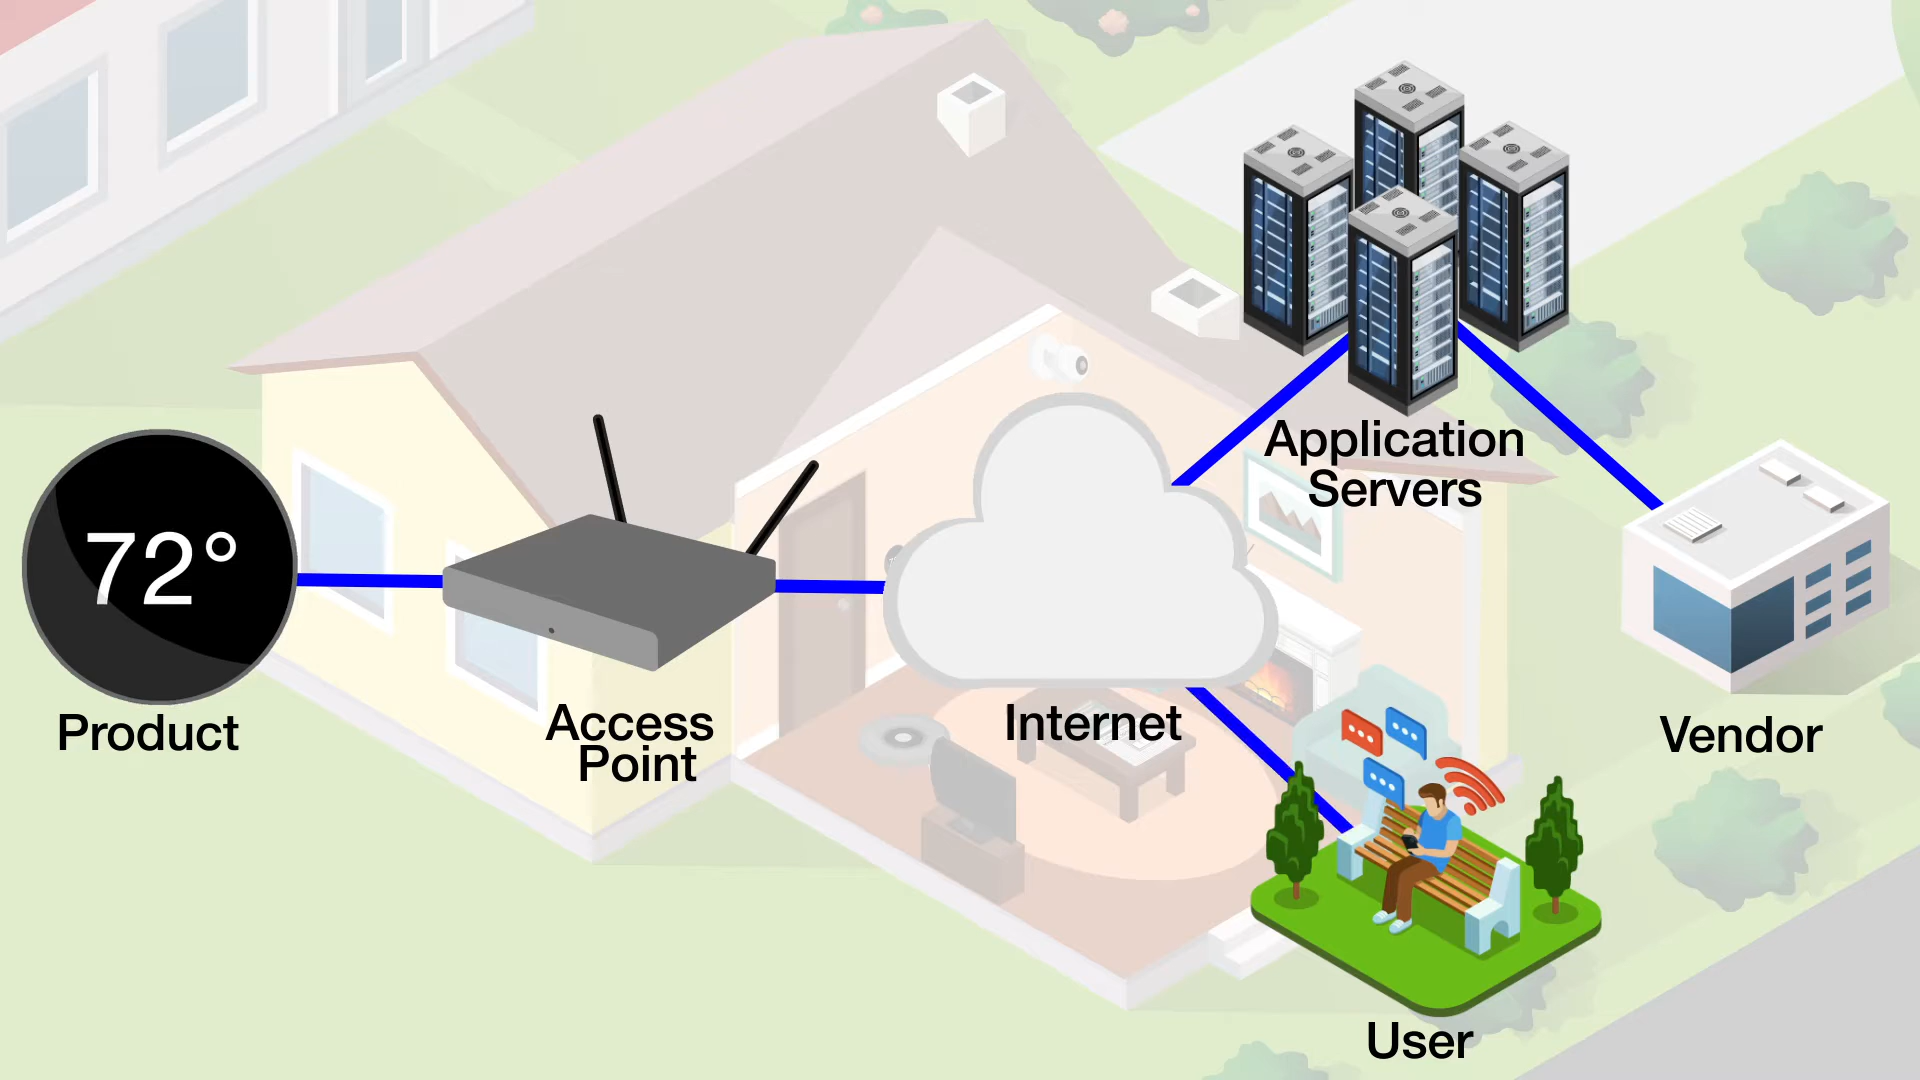 72°
Product
Access
Point
Internet
Application
Servers
Vendor
User